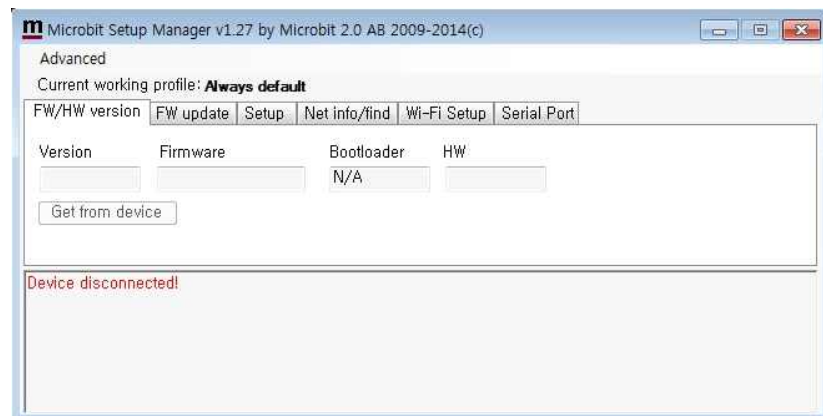 m Microbit Setup Manager v1.27 by Microbit 2.0 AB 2009-2014(c)
Advanced
Current working profile: Always default
FW/HW version FW update Setup Net info/find Wi-Fi Setup Serial Port
Version Firmware Bootloader HW
N/A
Get from device
Device disconnected!